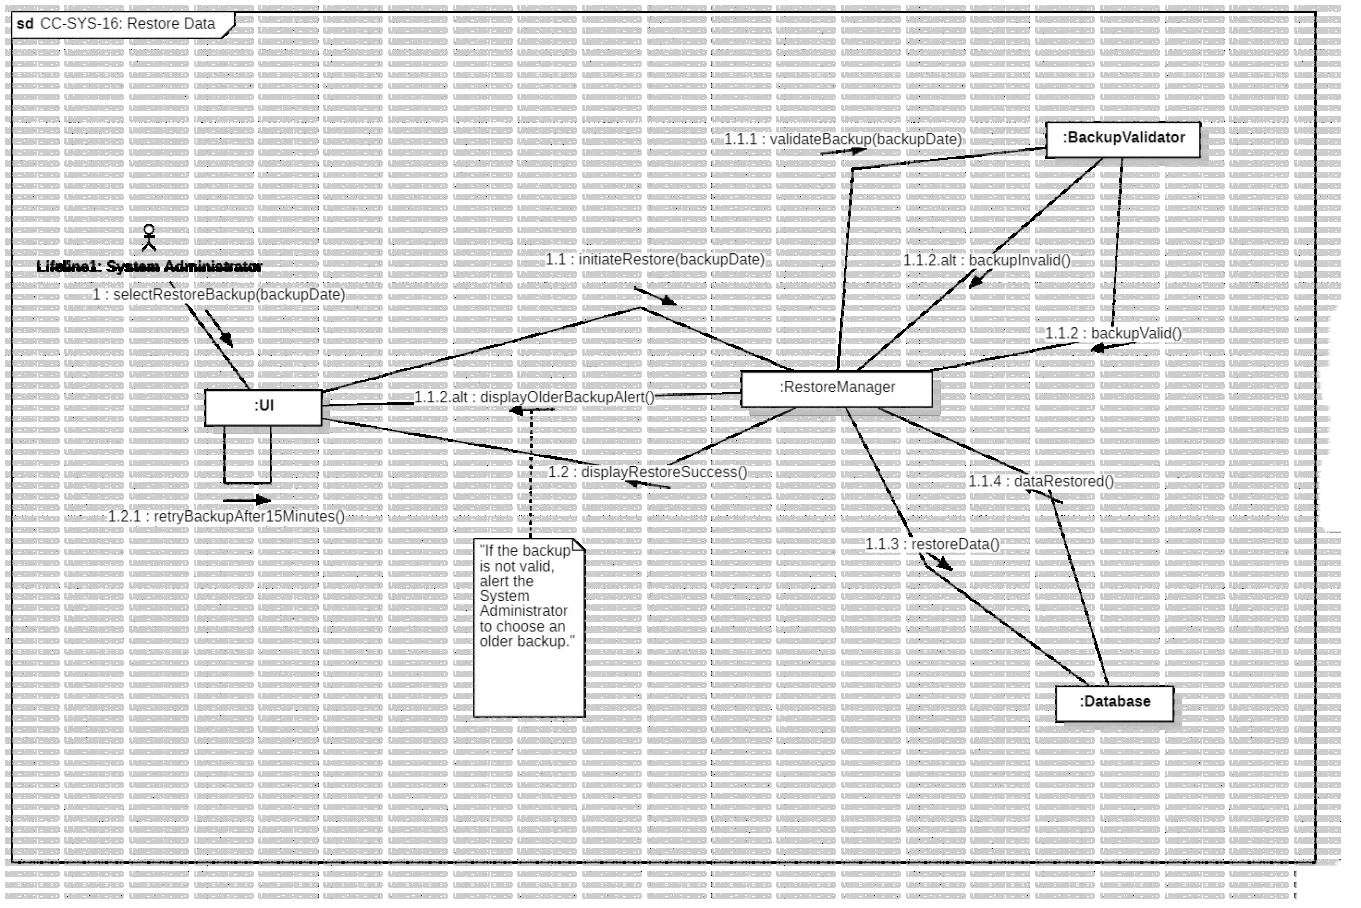 sd CC-SYS-16: Restore Data
1.1.1 : validateBackup(backupDate)
:BackupValidator
Lifeline1: System Administrator
1 : selectRestoreBackup(backupDate)
1.1 : initiateRestore(backupDate)
1.1.2.alt : backupInvalid()
1.1.2 : backupValid()
:RestoreManager
:UI
1.1.2.alt : displayOlderBackupAlert()
1.2 : displayRestoreSuccess()
1.1.4 : dataRestored()
1.2.1 : retryBackupAfter15Minutes()
1.1.3 : restoreData()
"If the backup
is not valid,
alert the
System
Administrator
to choose an
older backup."
:Database